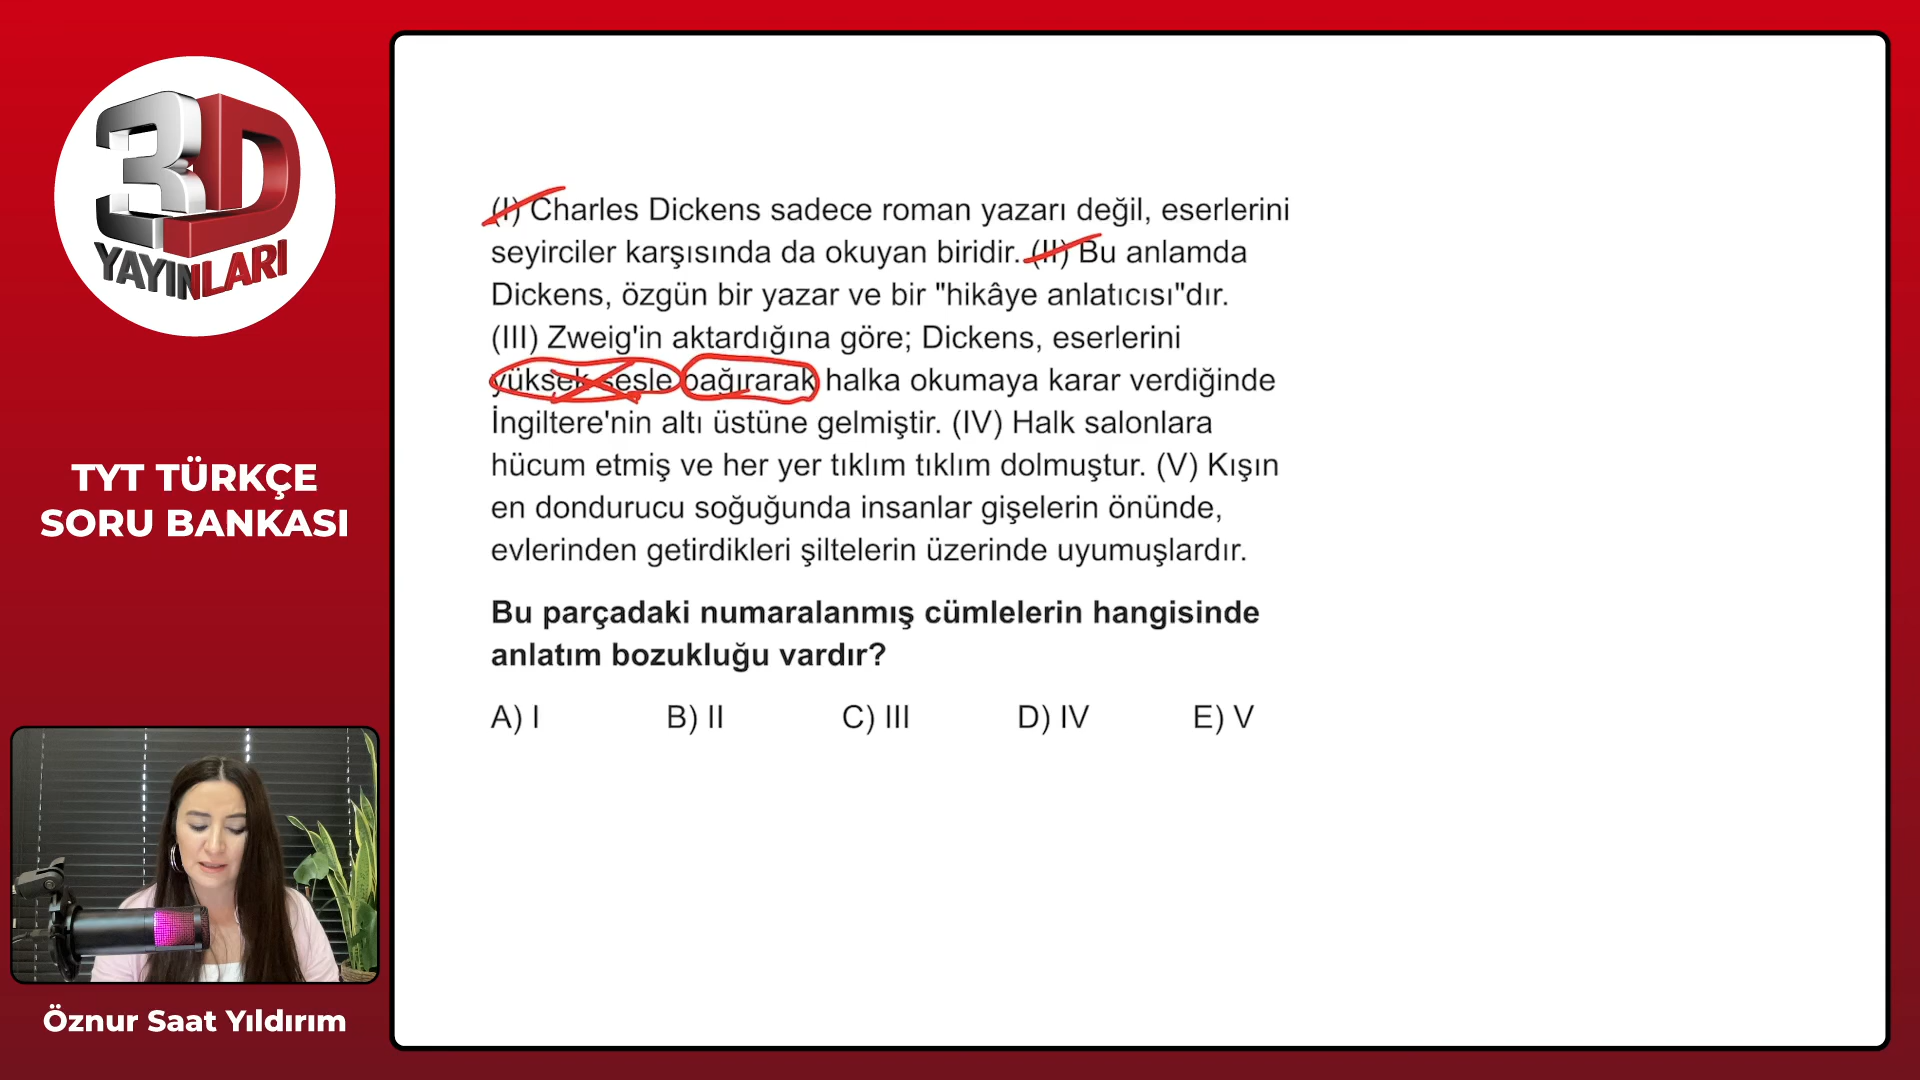 3D
YAYINLARI
TYT TÜRKÇE
SORU BANKASI
Öznur Saat Yıldırım
(I) Charles Dickens sadece roman yazarı değil, eserlerini
seyirciler karşısında da okuyan biridir. (II) Bu anlamda
Dickens, özgün bir yazar ve bir "hikâye anlatıcısı"dır.
(III) Zweig'in aktardığına göre; Dickens, eserlerini
yüksek sesle bağırarak halka okumaya karar verdiğinde
İngiltere'nin altı üstüne gelmiştir. (IV) Halk salonlara
hücum etmiş ve her yer tıklım tıklım dolmuştur. (V) Kışın
en dondurucu soğuğunda insanlar gişelerin önünde,
evlerinden getirdikleri şiltelerin üzerinde uyumuşlardır.
Bu parçadaki numaralanmış cümlelerin hangisinde
anlatım bozukluğu vardır?
A) I B) II C) III D) IV E) V